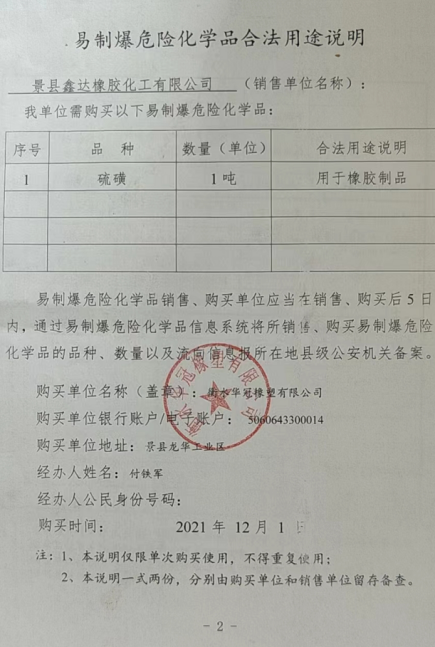 易制爆危险化学品合法用途说明
景县鑫达橡胶化工有限公司 （销售单位名称）：
我单位需购买以下易制爆危险化学品：
序号 品 种 数量（单位） 合法用途说明
1 硫磺 1 吨 用于橡胶制品
易制爆危险化学品销售、购买单位应当在销售、购买后 5 日
内，通过易制爆危险化学品信息系统将所销售、购买易制爆危险
化学品的品种、数量以及流向信息报所在地县级公安机关备案。
购买单位名称（盖章）：衡水华冠橡塑有限公司
购买单位银行账户/电子账户：5060643300014
购买单位地址：景县龙华工业区
经办人姓名：付铁军
经办人公民身份号码：
购买时间： 2021 年 12 月 1 日
注：1、本说明仅限单次购买使用，不得重复使用；
2、本说明一式两份，分别由购买单位和销售单位留存备查。
- 2 -